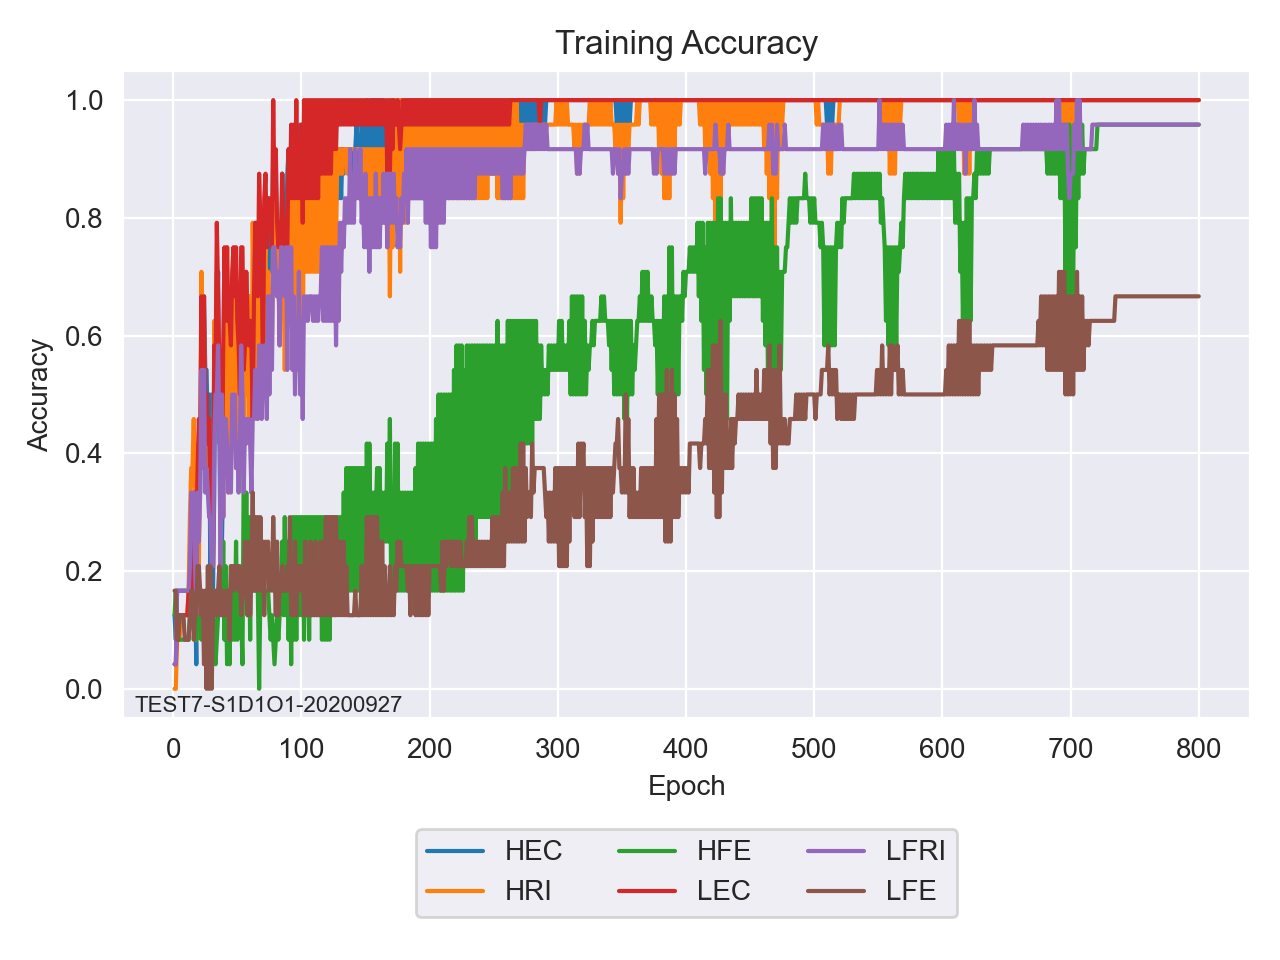 Training Accuracy
1.0
0.8
0.6
0.4
0.2
0.0
Accuracy
TEST7-S1D1O1-20200927
0 100 200 300 400 500 600 700 800
Epoch
HEC HFE LFRI
HRI LEC LFE